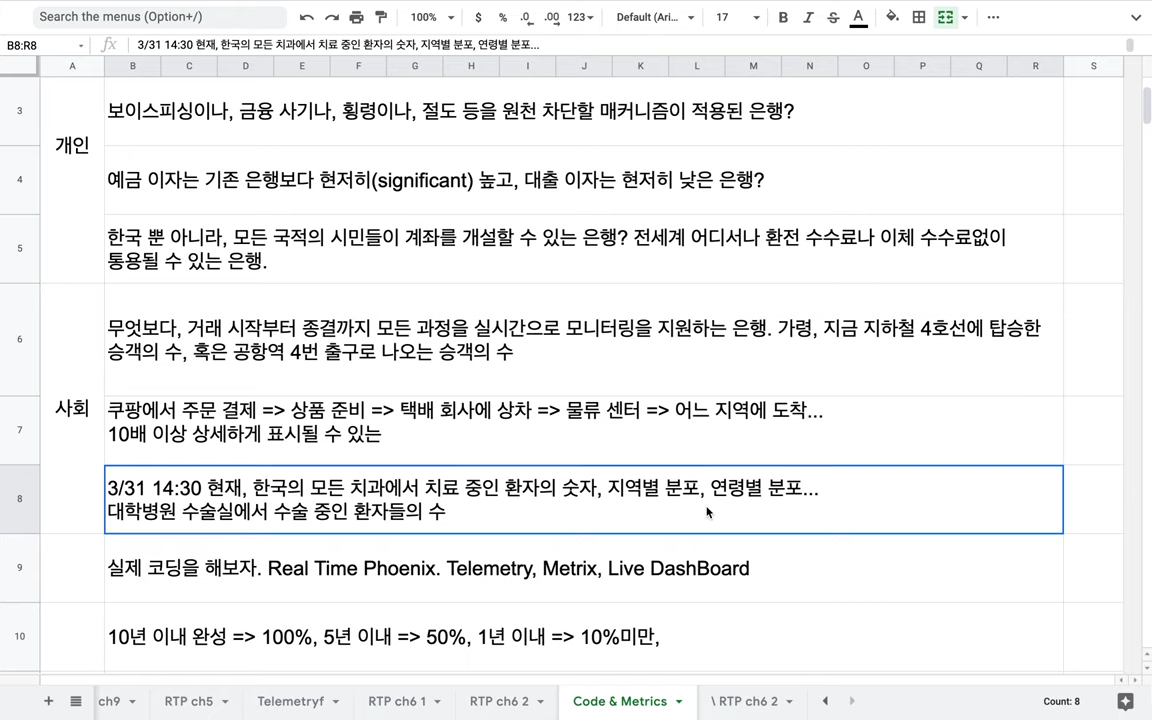 Search the menus (Option+/)
100%
$ % .0 .00 123
Default (Ari...
17
B I S A
B8:R8
fx 3/31 14:30 현재, 한국의 모든 치과에서 치료 중인 환자의 숫자, 지역별 분포, 연령별 분포...
A B C D E F G H I J K L M N O P Q R S
3
보이스피싱이나, 금융 사기나, 횡령이나, 절도 등을 원천 차단할 매커니즘이 적용된 은행?
개인
4
예금 이자는 기존 은행보다 현저히(significant) 높고, 대출 이자는 현저히 낮은 은행?
5
한국 뿐 아니라, 모든 국적의 시민들이 계좌를 개설할 수 있는 은행? 전세계 어디서나 환전 수수료나 이체 수수료없이
통용될 수 있는 은행.
6
무엇보다, 거래 시작부터 종결까지 모든 과정을 실시간으로 모니터링을 지원하는 은행. 가령, 지금 지하철 4호선에 탑승한
승객의 수, 혹은 공항역 4번 출구로 나오는 승객의 수
사회
7
쿠팡에서 주문 결제 => 상품 준비 => 택배 회사에 상차 => 물류 센터 => 어느 지역에 도착...
10배 이상 상세하게 표시될 수 있는
8
3/31 14:30 현재, 한국의 모든 치과에서 치료 중인 환자의 숫자, 지역별 분포, 연령별 분포...
대학병원 수술실에서 수술 중인 환자들의 수
9
실제 코딩을 해보자. Real Time Phoenix. Telemetry, Metrix, Live DashBoard
10
10년 이내 완성 => 100%, 5년 이내 => 50%, 1년 이내 => 10%미만,
ch9
RTP ch5
Telemetryf
RTP ch6 1
RTP ch6 2
Code & Metrics
\ RTP ch6 2
Count: 8